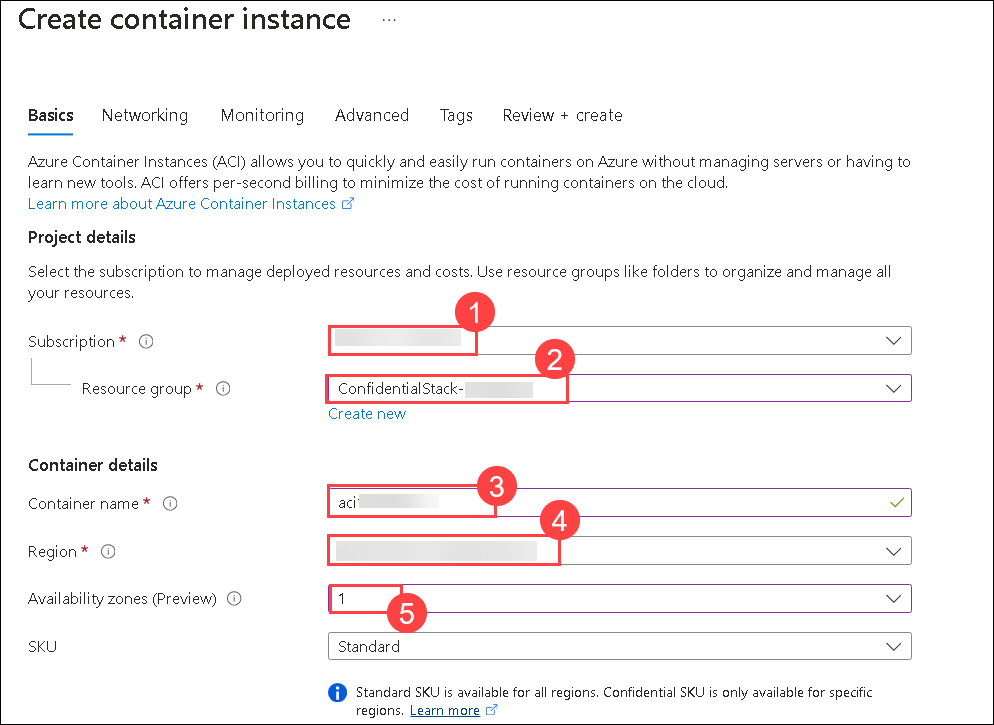 Create container instance ...
Basics Networking Monitoring Advanced Tags Review + create
Azure Container Instances (ACI) allows you to quickly and easily run containers on Azure without managing servers or having to
learn new tools. ACI offers per-second billing to minimize the cost of running containers on the cloud.
Learn more about Azure Container Instances
Project details
Select the subscription to manage deployed resources and costs. Use resource groups like folders to organize and manage all
your resources.
1
Subscription *
2
Resource group * ConfidentialStack-
Create new
Container details
3
Container name * aci
4
Region *
Availability zones (Preview) 1
5
SKU Standard
Standard SKU is available for all regions. Confidential SKU is only available for specific
regions. Learn more